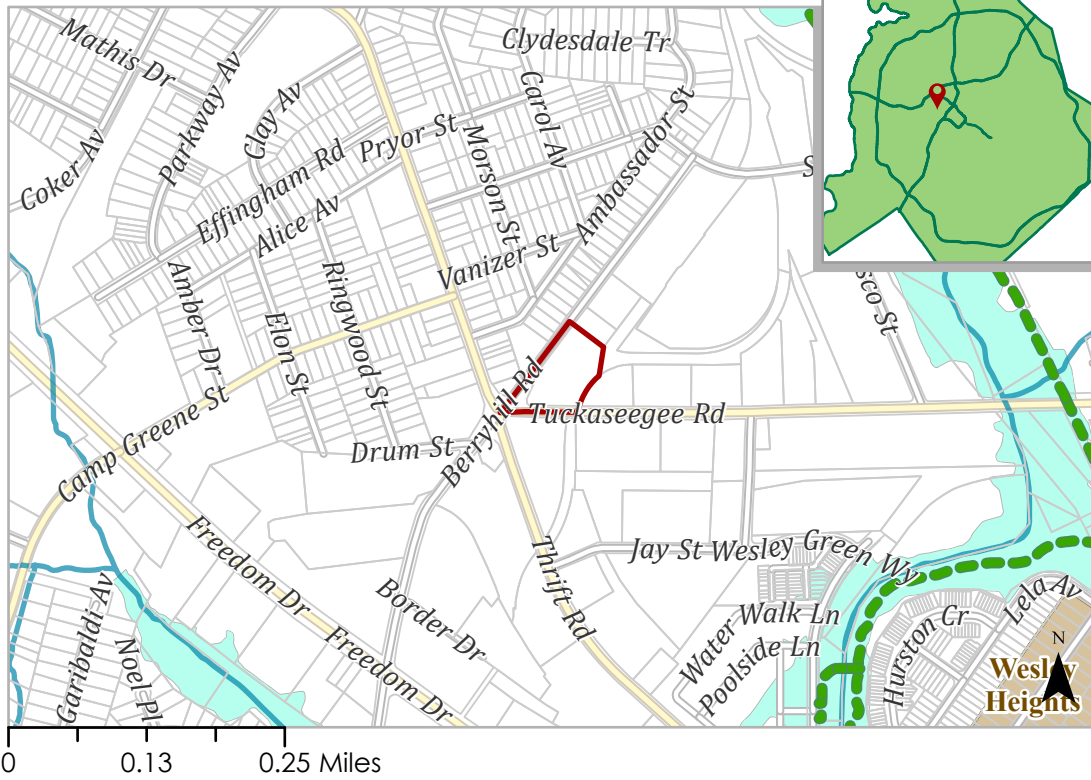 Mathis Dr
Parkway Av
Clay Av
Clydesdale Tr
Carol Av
Coker Av
Effingham Rd
Pryor St
Morson St
Ambassador St
S
Alice Av
Vanizer St
Amber Dr
Ringwood St
Elon St
sco St
Camp Greene St
Berryhill Rd
Tuckaseegee Rd
Drum St
Freedom Dr
Thrift Rd
Jay St
Wesley Green Wy
Border Dr
Freedom Dr
Garibaldi Av
Noel Pl
Water Walk Ln
Poolside Ln
Hurston Cr
Lela Av
N
Wesley
Heights
0 0.13 0.25 Miles